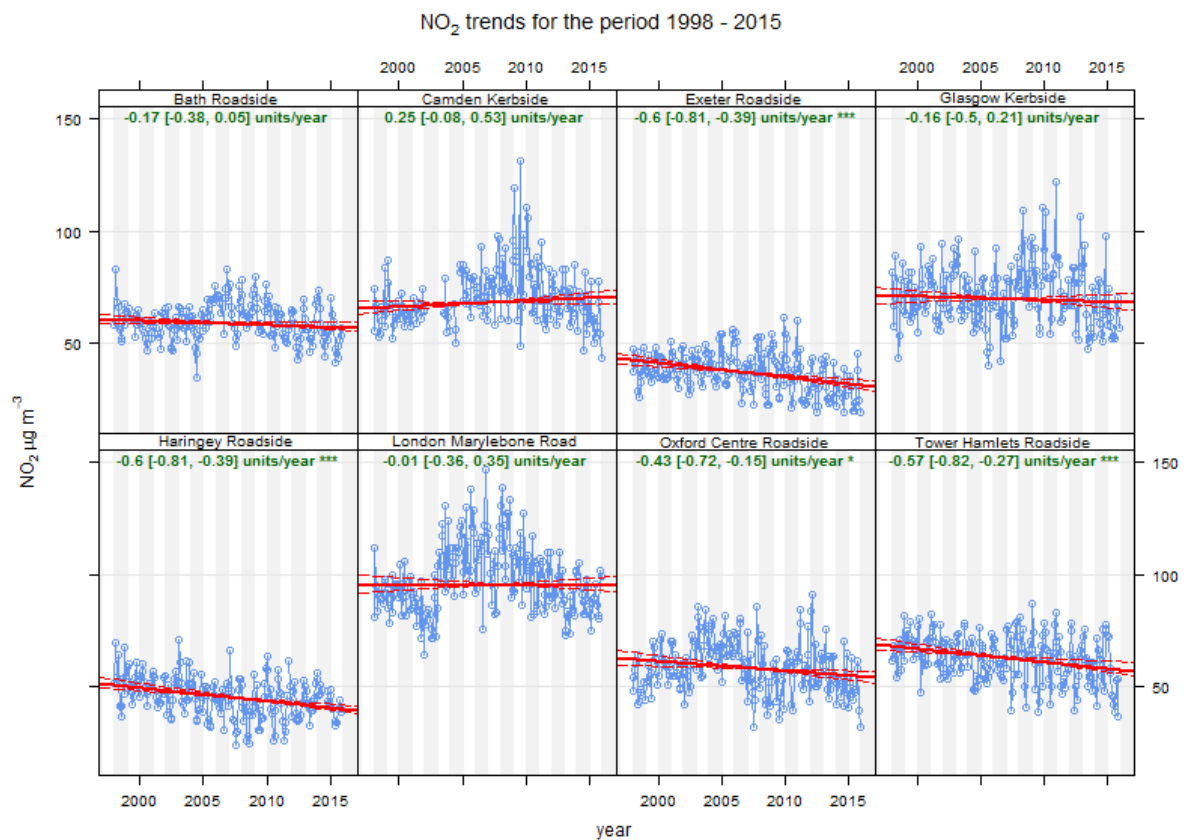 NO₂ trends for the period 1998 - 2015
2000 2005 2010 2015 2000 2005 2010 2015
Bath Roadside Camden Kerbside Exeter Roadside Glasgow Kerbside
-0.17 [-0.38, 0.05] units/year 0.25 [-0.08, 0.53] units/year -0.6 [-0.81, -0.39] units/year *** -0.16 [-0.5, 0.21] units/year
150
100
50
NO₂ µg m⁻³
Haringey Roadside London Marylebone Road Oxford Centre Roadside Tower Hamlets Roadside
-0.6 [-0.81, -0.39] units/year *** -0.01 [-0.36, 0.35] units/year -0.43 [-0.72, -0.15] units/year * -0.57 [-0.82, -0.27] units/year ***
150
100
50
2000 2005 2010 2015 2000 2005 2010 2015
year